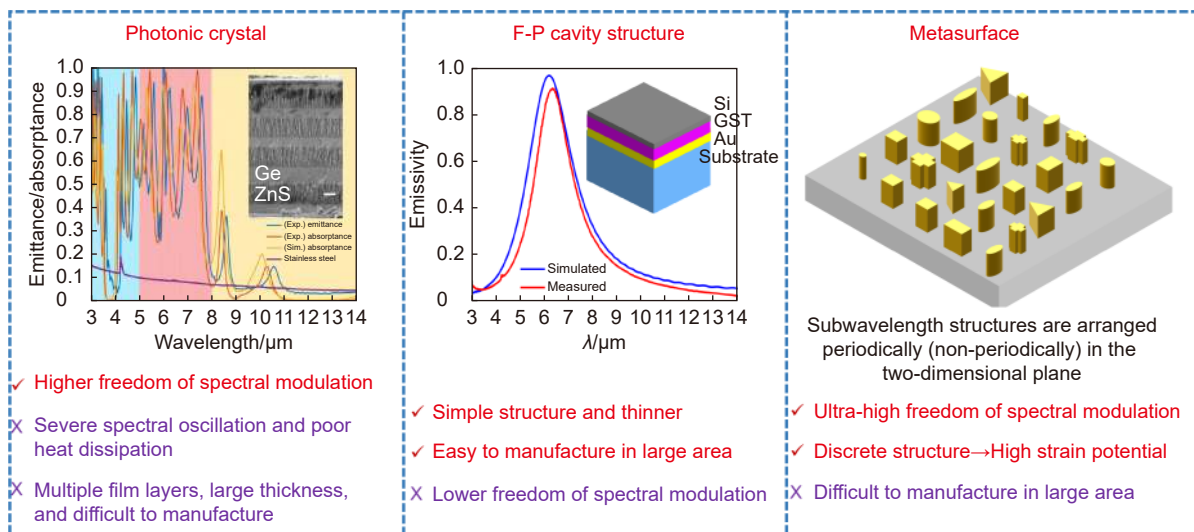 Photonic crystal
Emittance/absorptance
1.0
0.9
0.8
0.7
0.6
0.5
0.4
0.3
0.2
0.1
0
Ge
ZnS
(Exp.) emittance
(Exp.) absorptance
(Sim.) absorptance
Stainless steel
3 4 5 6 7 8 9 10 11 12 13 14
Wavelength/μm
✓ Higher freedom of spectral modulation
X Severe spectral oscillation and poor
heat dissipation
X Multiple film layers, large thickness,
and difficult to manufacture
F-P cavity structure
Emissivity
1.0
0.8
0.6
0.4
0.2
0
Si
GST
Au
Substrate
Simulated
Measured
3 4 5 6 7 8 9 10 11 12 13 14
λ/μm
✓ Simple structure and thinner
✓ Easy to manufacture in large area
X Lower freedom of spectral modulation
Metasurface
Subwavelength structures are arranged
periodically (non-periodically) in the
two-dimensional plane
✓ Ultra-high freedom of spectral modulation
✓ Discrete structure→High strain potential
X Difficult to manufacture in large area